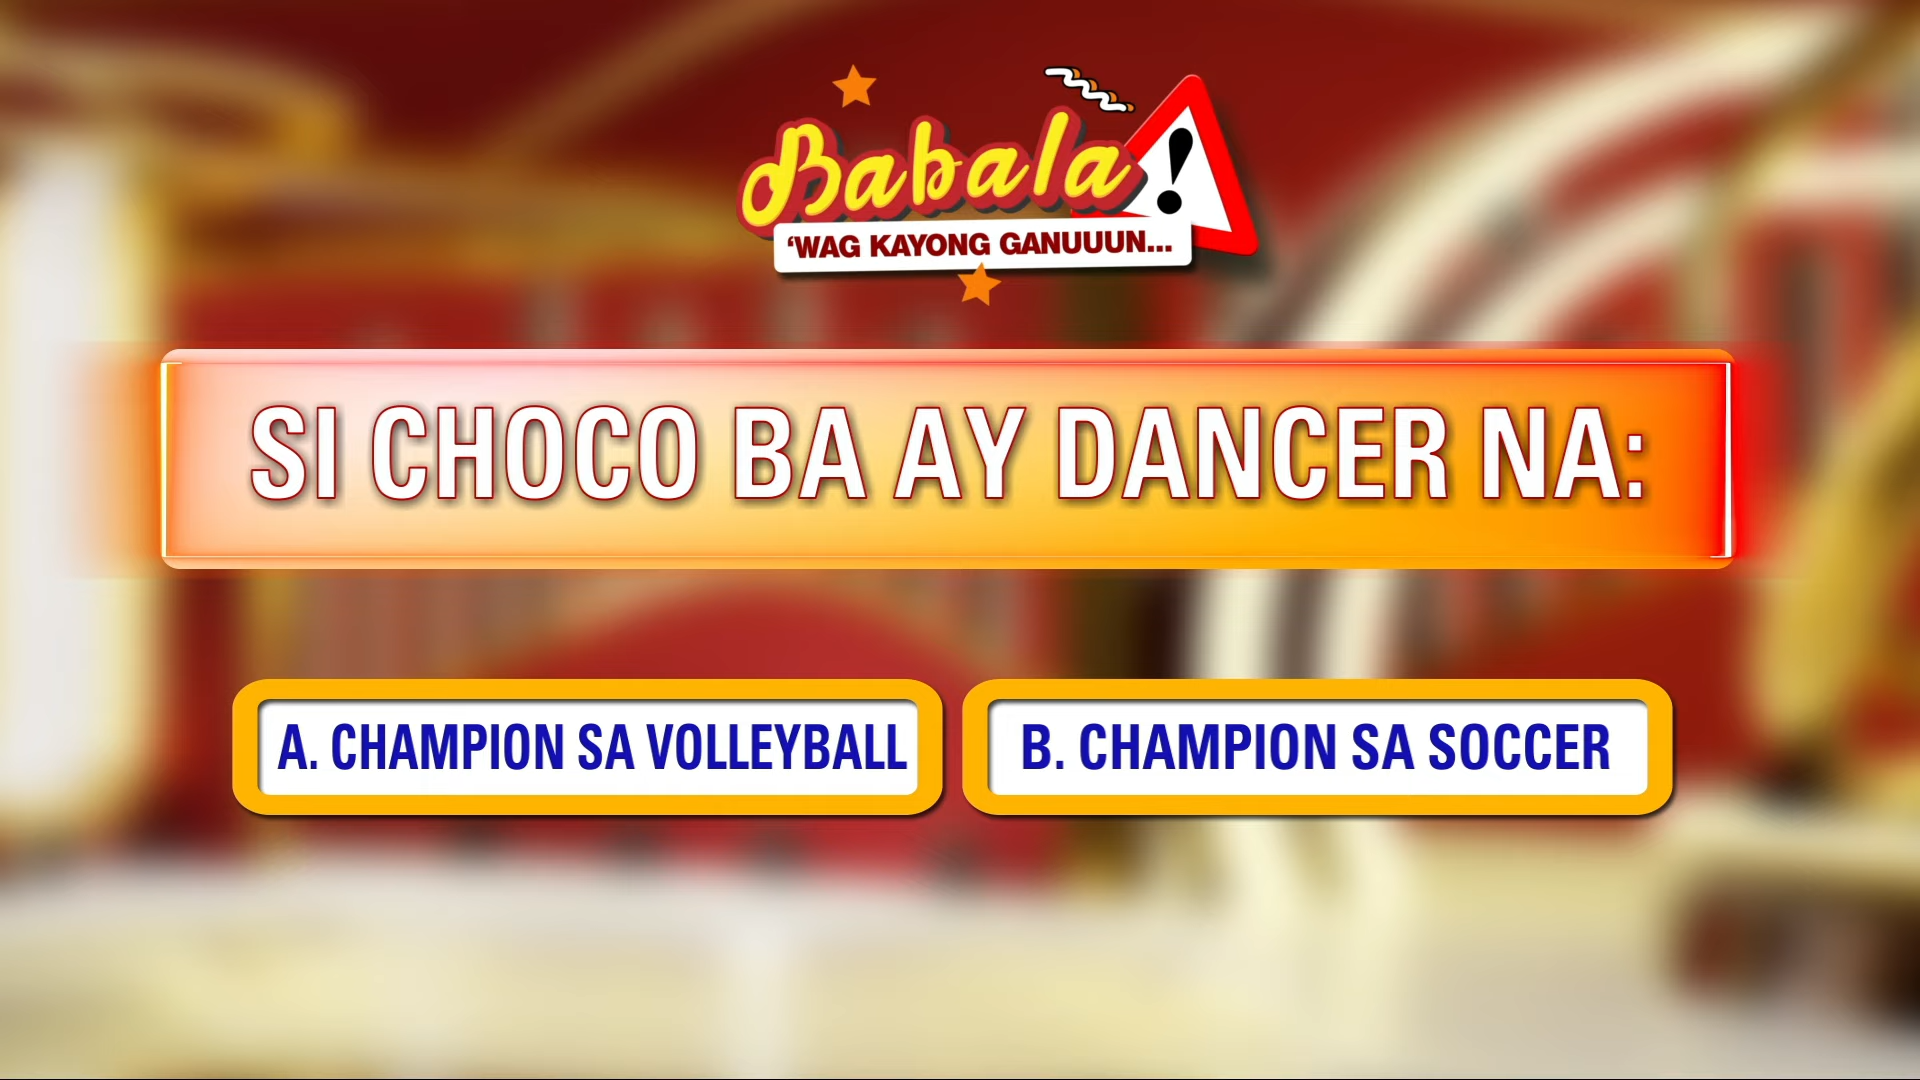 Babala!
‘WAG KAYONG GANUUUN...
SI CHOCO BA AY DANCER NA:
A. CHAMPION SA VOLLEYBALL
B. CHAMPION SA SOCCER